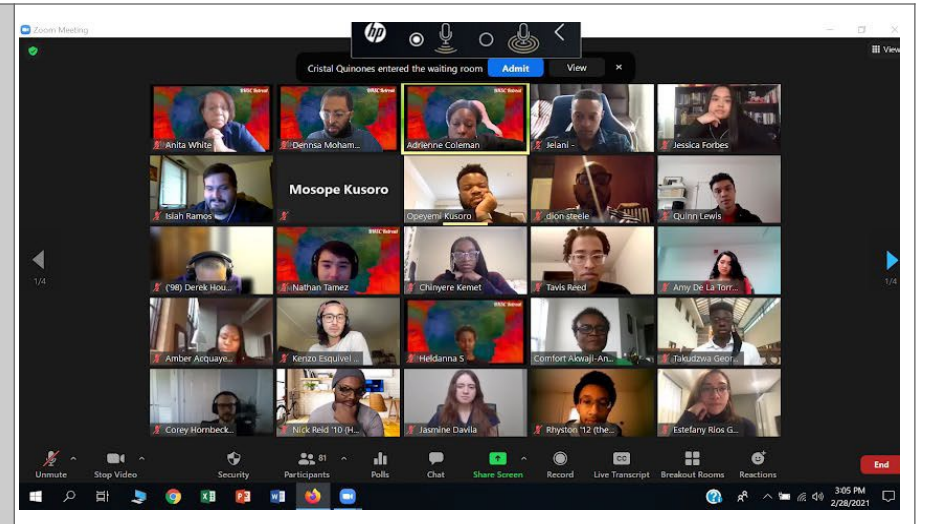 Zoom Meeting
hp
View
Cristal Quinones entered the waiting room Admit View ×
Anita White
Dennsa Moham...
Adrienne Coleman
Jelani -
Jessica Forbes
Isiah Ramos
Mosope Kusoro
Opeyemi Kusoro
dion steele
Quinn Lewis
1/4
1/4
('98) Derek Hou...
Nathan Tamez
Chinyere Kemet
Tavis Reed
Amy De La Torr...
Amber Acquaye...
Kenzo Esquivel ...
Heldanna S
Comfort Akwaji-An...
Takudzwa Geor...
Corey Hornbeck...
Nick Reid '10 (H...
Jasmine Davila
Rhyston '12 (the...
Estefany Rios G...
81
CC
Unmute Stop Video Security Participants Polls Chat Share Screen Record Live Transcript Breakout Rooms Reactions End
3:05 PM
2/28/2021